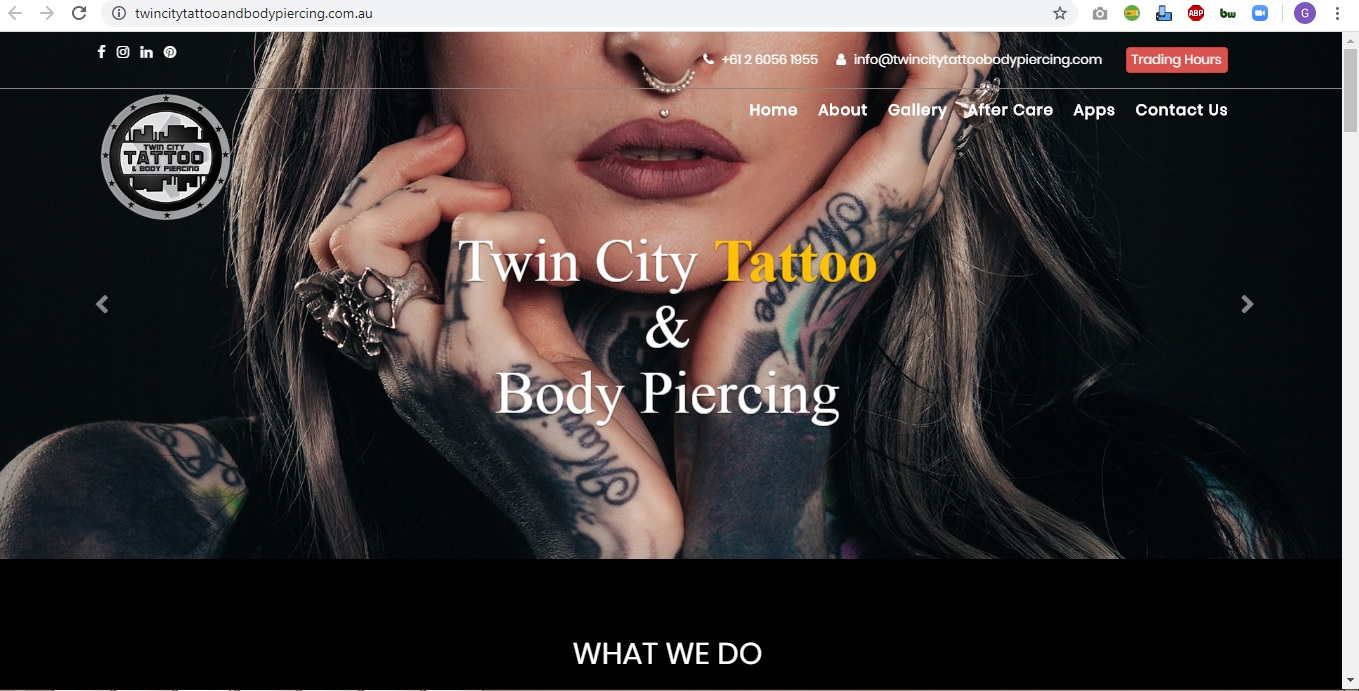 twincitytattooandbodypiercing.com.au
ABP
bw
G
+61 2 6056 1955 info@twincitytattoobodypiercing.com Trading Hours
Home About Gallery After Care Apps Contact Us
TWIN CITY
TATTOO
& BODY PIERCING
Twin City Tattoo
&
Body Piercing
WHAT WE DO